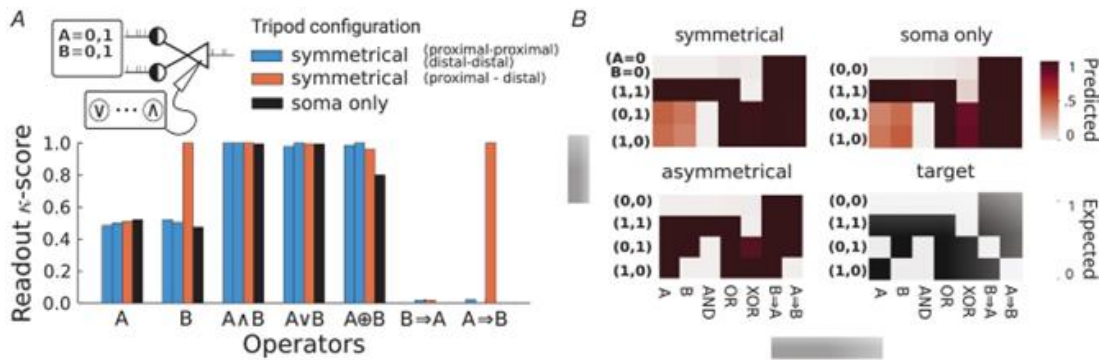 A
A=0,1
B=0,1
V ··· Λ
Tripod configuration
symmetrical (proximal-proximal)
(distal-distal)
symmetrical (proximal - distal)
soma only
Readout κ-score
1.0
0.8
0.6
0.4
0.2
0.0
A B A∧B A∨B A⊕B B⇒A A⇒B
Operators
B
symmetrical
(A=0
B=0)
(1,1)
(0,1)
(1,0)
soma only
(0,0)
(1,1)
(0,1)
(1,0)
1
.5
0
Predicted
asymmetrical
(0,0)
(1,1)
(0,1)
(1,0)
A B AND OR XOR B⇒A A⇒B
target
(0,0)
(1,1)
(0,1)
(1,0)
A B AND OR XOR B⇒A A⇒B
1
0
Expected